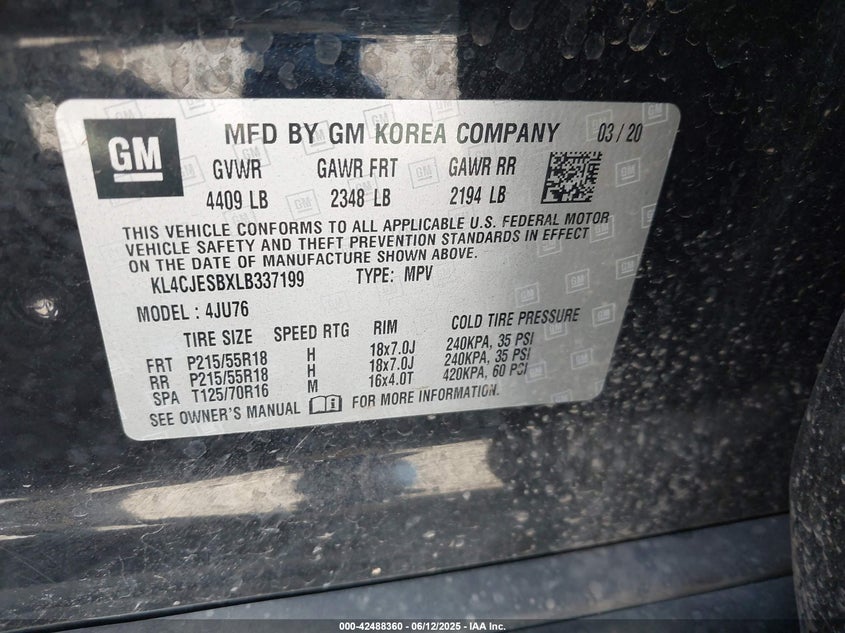 GM
MFD BY GM KOREA COMPANY 03/20
GVWR GAWR FRT GAWR RR
4409 LB 2348 LB 2194 LB
THIS VEHICLE CONFORMS TO ALL APPLICABLE U.S. FEDERAL MOTOR
VEHICLE SAFETY AND THEFT PREVENTION STANDARDS IN EFFECT
ON THE DATE OF MANUFACTURE SHOWN ABOVE.
KL4CJESBXLB337199 TYPE: MPV
MODEL: 4JU76
TIRE SIZE SPEED RTG RIM COLD TIRE PRESSURE
FRT P215/55R18 H 18x7.0J 240KPA, 35 PSI
RR P215/55R18 H 18x7.0J 240KPA, 35 PSI
SPA T125/70R16 M 16x4.0T 420KPA, 60 PSI
SEE OWNER'S MANUAL FOR MORE INFORMATION.
000-42488360 - 06/12/2025 - IAA Inc.